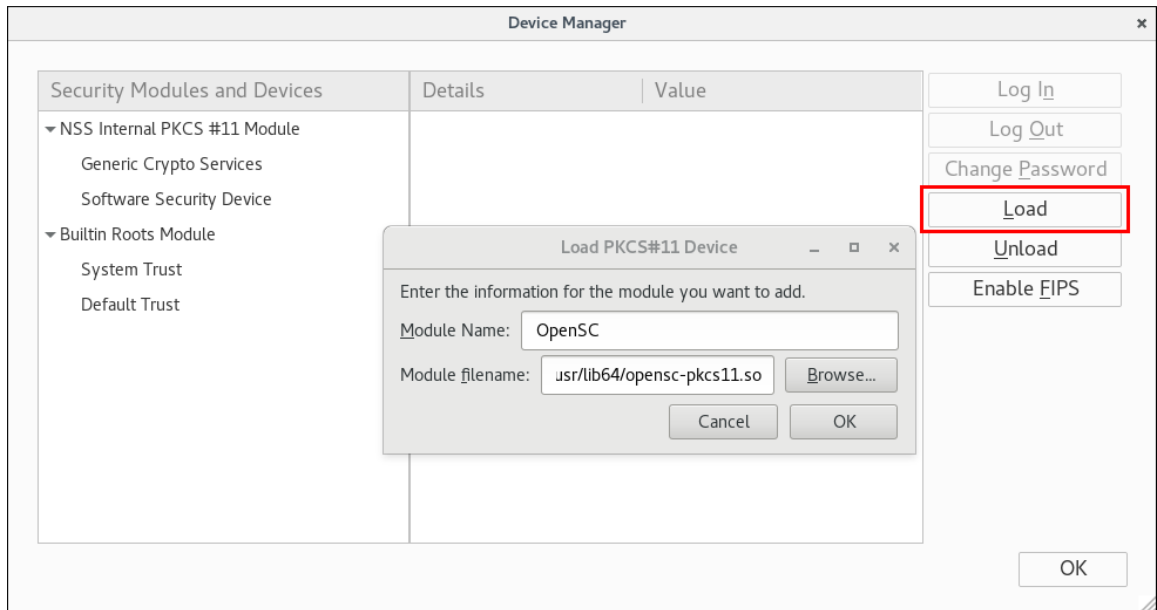 Device Manager
Security Modules and Devices
Details
Value
Log In
NSS Internal PKCS #11 Module
Log Out
Generic Crypto Services
Change Password
Software Security Device
Load
Builtin Roots Module
Unload
System Trust
Enable FIPS
Default Trust
Load PKCS#11 Device
Enter the information for the module you want to add.
Module Name: OpenSC
Module filename: usr/lib64/opensc-pkcs11.so Browse...
Cancel OK
OK